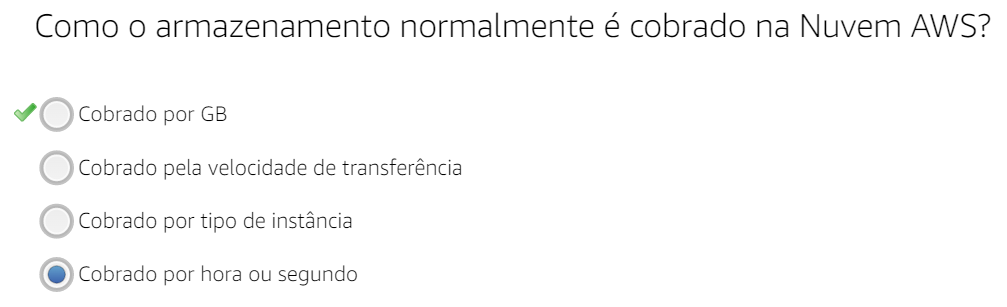 Como o armazenamento normalmente é cobrado na Nuvem AWS?
Cobrado por GB
Cobrado pela velocidade de transferência
Cobrado por tipo de instância
Cobrado por hora ou segundo